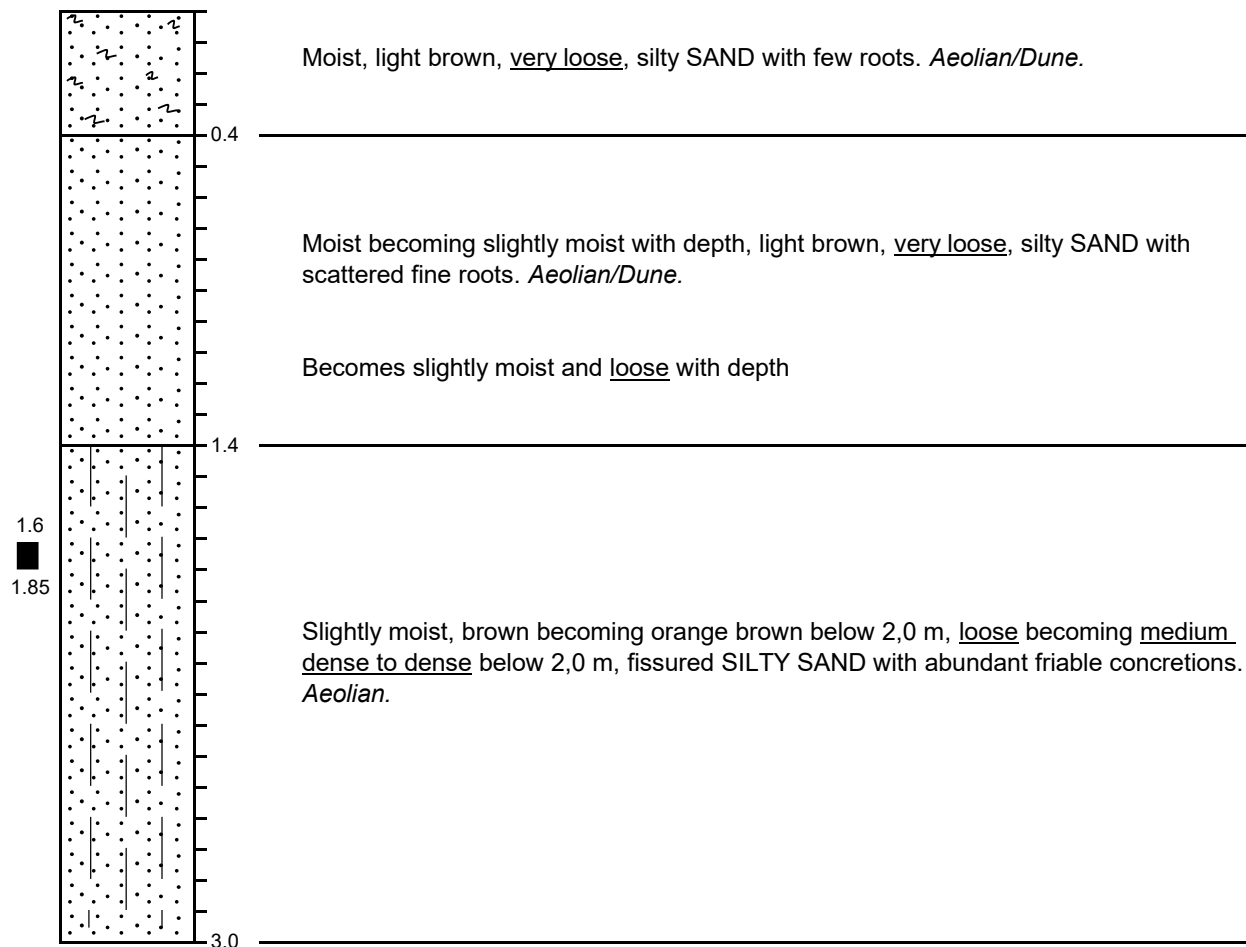 Moist, light brown, very loose, silty SAND with few roots. Aeolian/Dune.
0.4
Moist becoming slightly moist with depth, light brown, very loose, silty SAND with
scattered fine roots. Aeolian/Dune.
Becomes slightly moist and loose with depth
1.4
1.6
1.85
Slightly moist, brown becoming orange brown below 2,0 m, loose becoming medium
dense to dense below 2,0 m, fissured SILTY SAND with abundant friable concretions.
Aeolian.
3.0